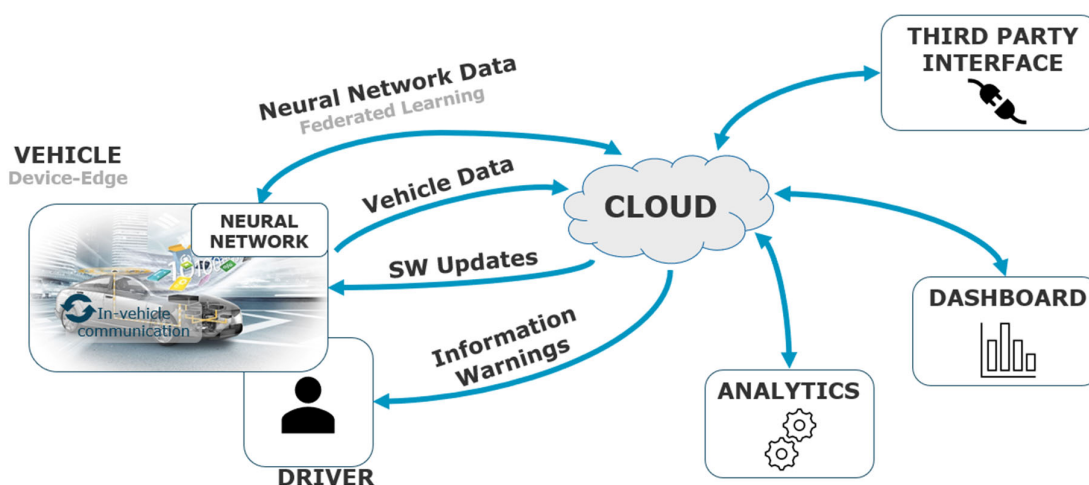 THIRD PARTY
INTERFACE
Neural Network Data
Federated Learning
VEHICLE
Device-Edge
Vehicle Data
CLOUD
NEURAL
NETWORK
SW Updates
In-vehicle
communication
DASHBOARD
Information
Warnings
ANALYTICS
DRIVER